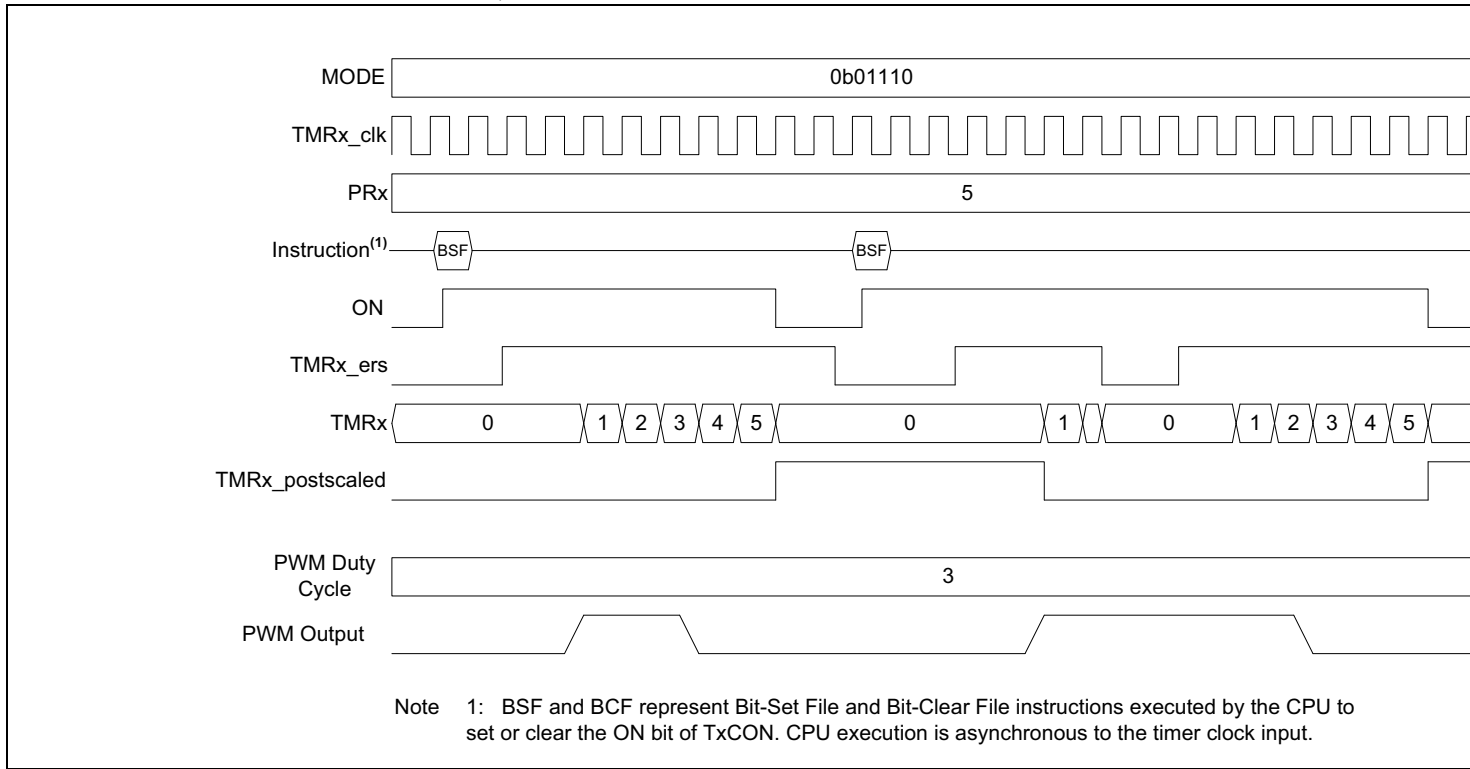 MODE 0b01110
TMRx_clk
PRx 5
Instruction(1) BSF BSF
ON
TMRx_ers
TMRx 0 1 2 3 4 5 0 1 0 1 2 3 4 5
TMRx_postscaled
PWM Duty
Cycle 3
PWM Output
Note 1: BSF and BCF represent Bit-Set File and Bit-Clear File instructions executed by the CPU to
set or clear the ON bit of TxCON. CPU execution is asynchronous to the timer clock input.